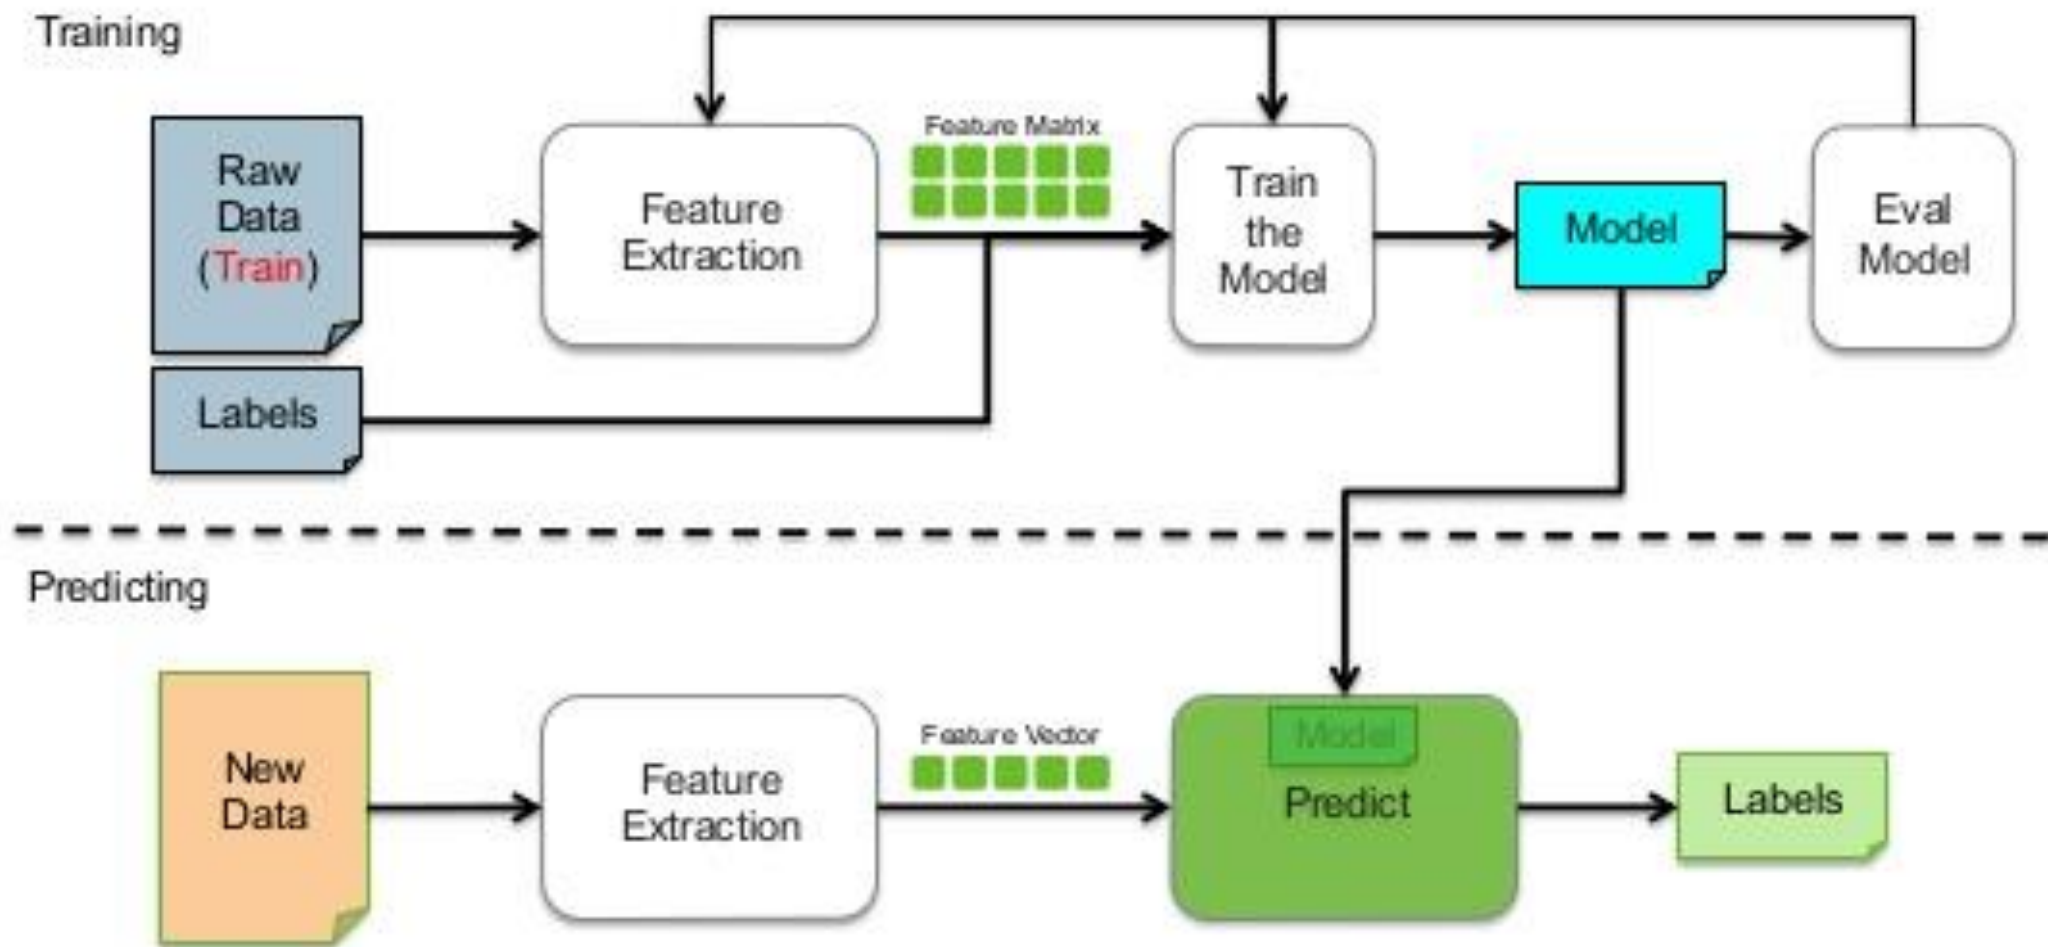 Training
Raw
Data
(Train)
Feature
Extraction
Feature Matrix
Train
the
Model
Model
Eval
Model
Labels
Predicting
New
Data
Feature
Extraction
Feature Vector
Model
Predict
Labels